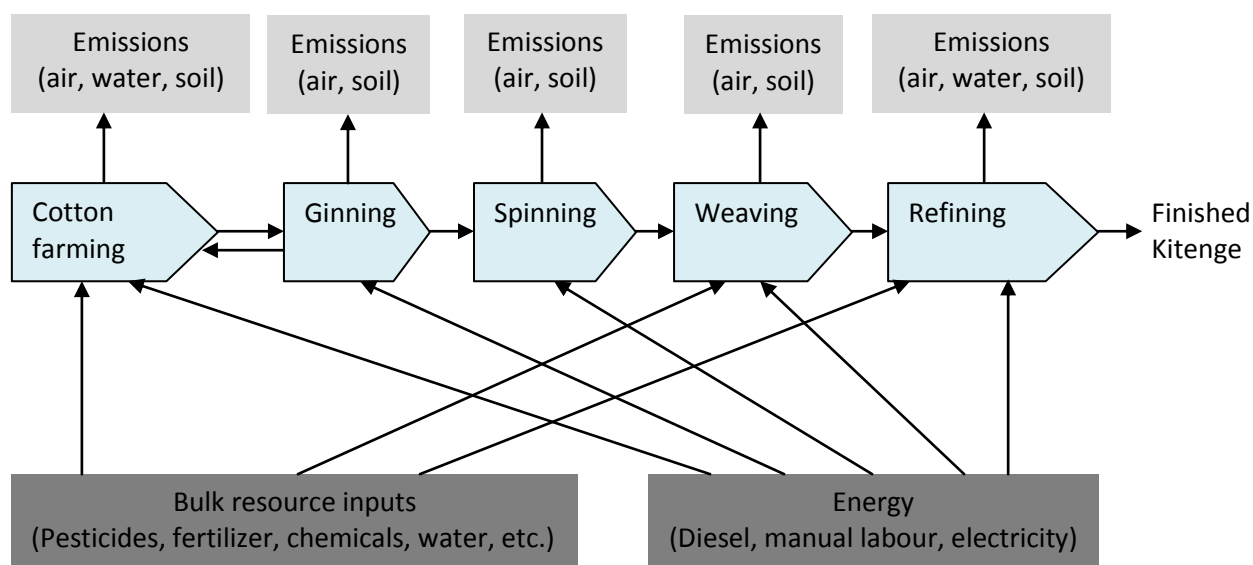 Emissions
(air, water, soil)
Emissions
(air, soil)
Emissions
(air, soil)
Emissions
(air, soil)
Emissions
(air, water, soil)
Cotton
farming
Ginning
Spinning
Weaving
Refining
Finished
Kitenge
Bulk resource inputs
(Pesticides, fertilizer, chemicals, water, etc.)
Energy
(Diesel, manual labour, electricity)